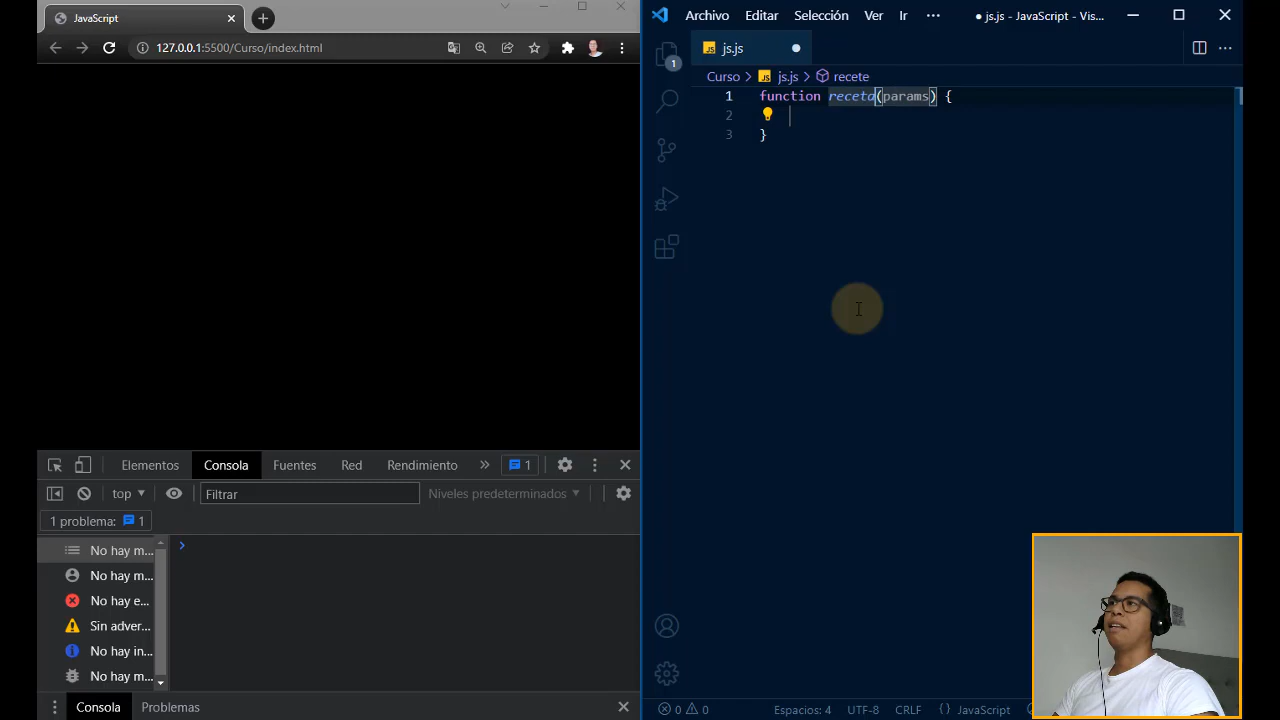 JavaScript
127.0.0.1:5500/Curso/index.html
Elementos Consola Fuentes Red Rendimiento » 1
top Filtrar Niveles predeterminados
1 problema: 1
No hay m...
No hay m...
No hay e...
Sin adver...
No hay in...
No hay m...
Consola Problemas
Archivo Editar Selección Ver Ir ... ● js.js - JavaScript - Vis...
1
JS js.js ●
Curso > JS js.js > recete
1 function receta(params) {
2
3 }
0 0 Espacios: 4 UTF-8 CRLF {} JavaScript